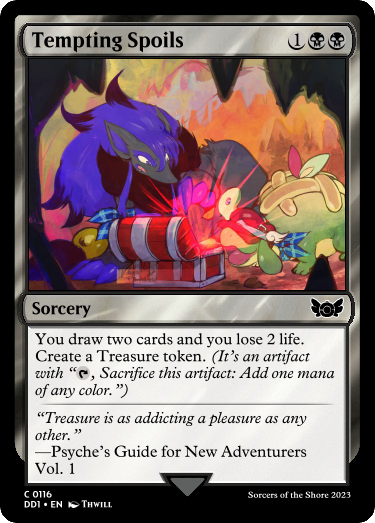 Tempting Spoils 1
Sorcery
You draw two cards and you lose 2 life.
Create a Treasure token. (It's an artifact
with “, Sacrifice this artifact: Add one mana
of any color.”)
“Treasure is as addicting a pleasure as any
other.”
—Psyche's Guide for New Adventurers
Vol. 1
C 0116
DD1 • EN Thwill
Sorcerers of the Shore 2023